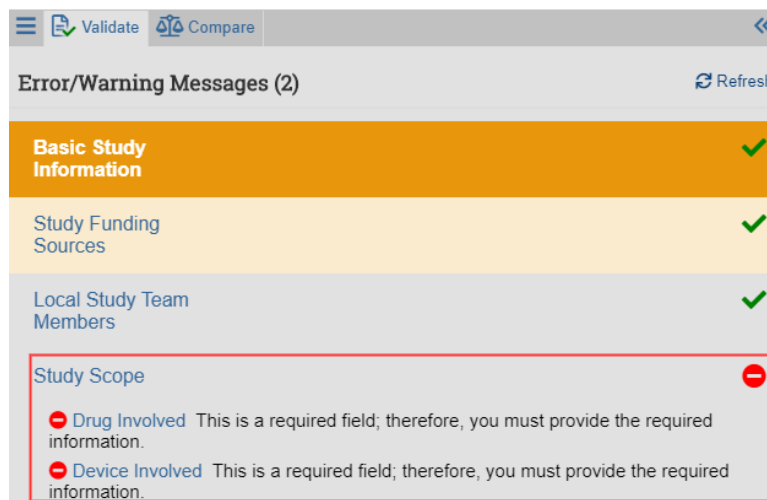 Validate Compare
Error/Warning Messages (2) Refresh
Basic Study
Information
Study Funding
Sources
Local Study Team
Members
Study Scope
Drug Involved This is a required field; therefore, you must provide the required
information.
Device Involved This is a required field; therefore, you must provide the required
information.